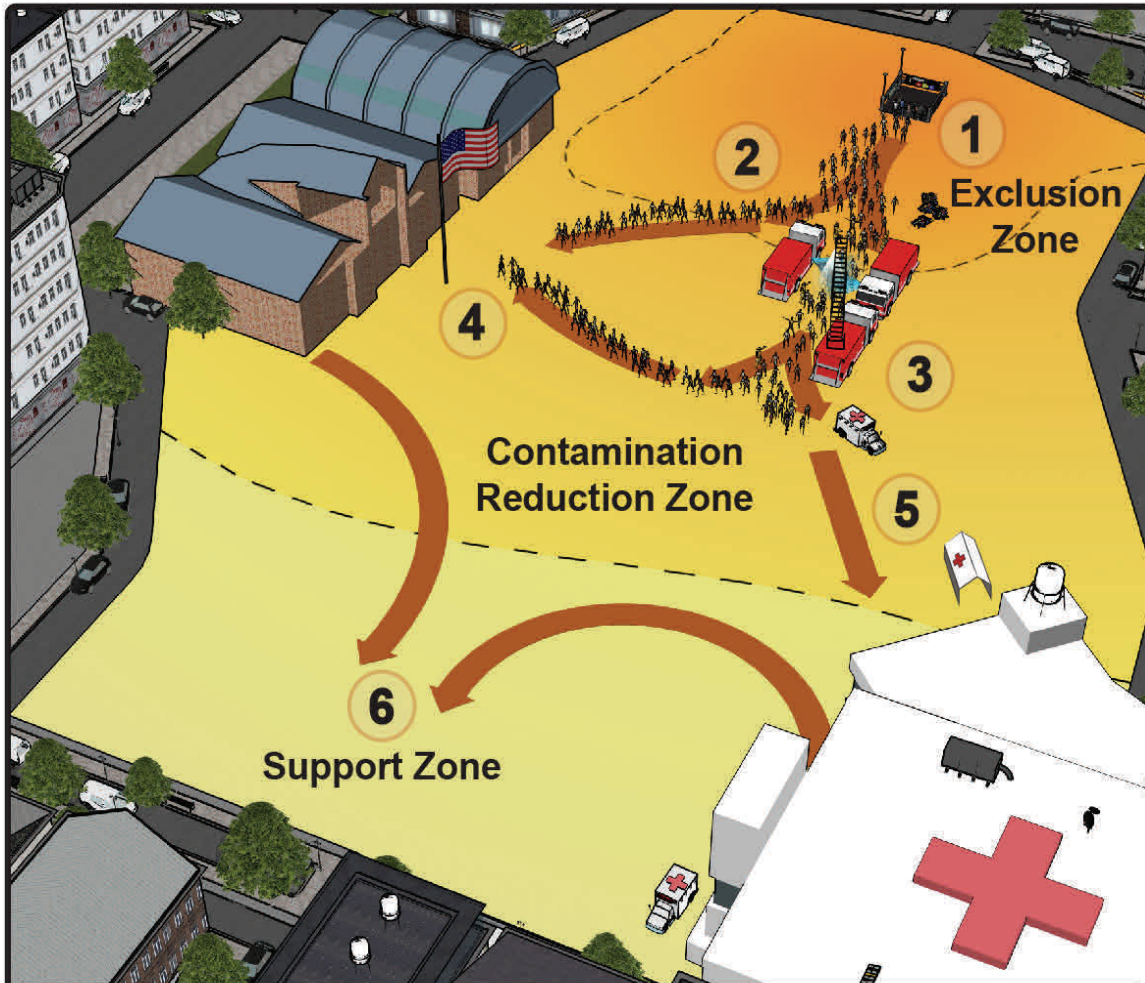 1
2
Exclusion
Zone
4
3
Contamination
Reduction Zone
5
6
Support Zone